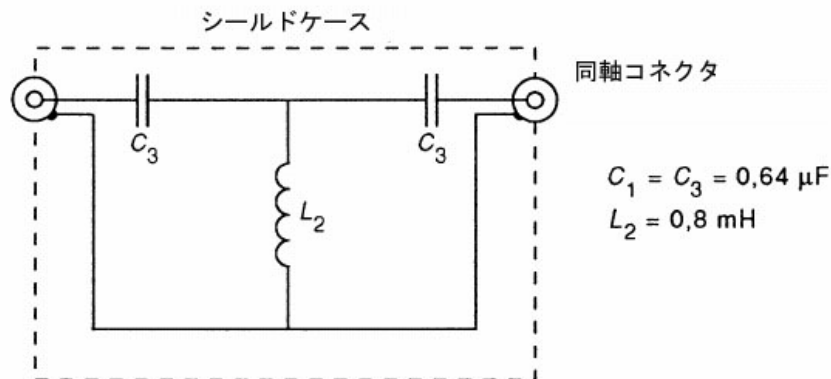 シールドケース
同軸コネクタ
C₃
C₃
L₂
C₁ = C₃ = 0,64 μF
L₂ = 0,8 mH